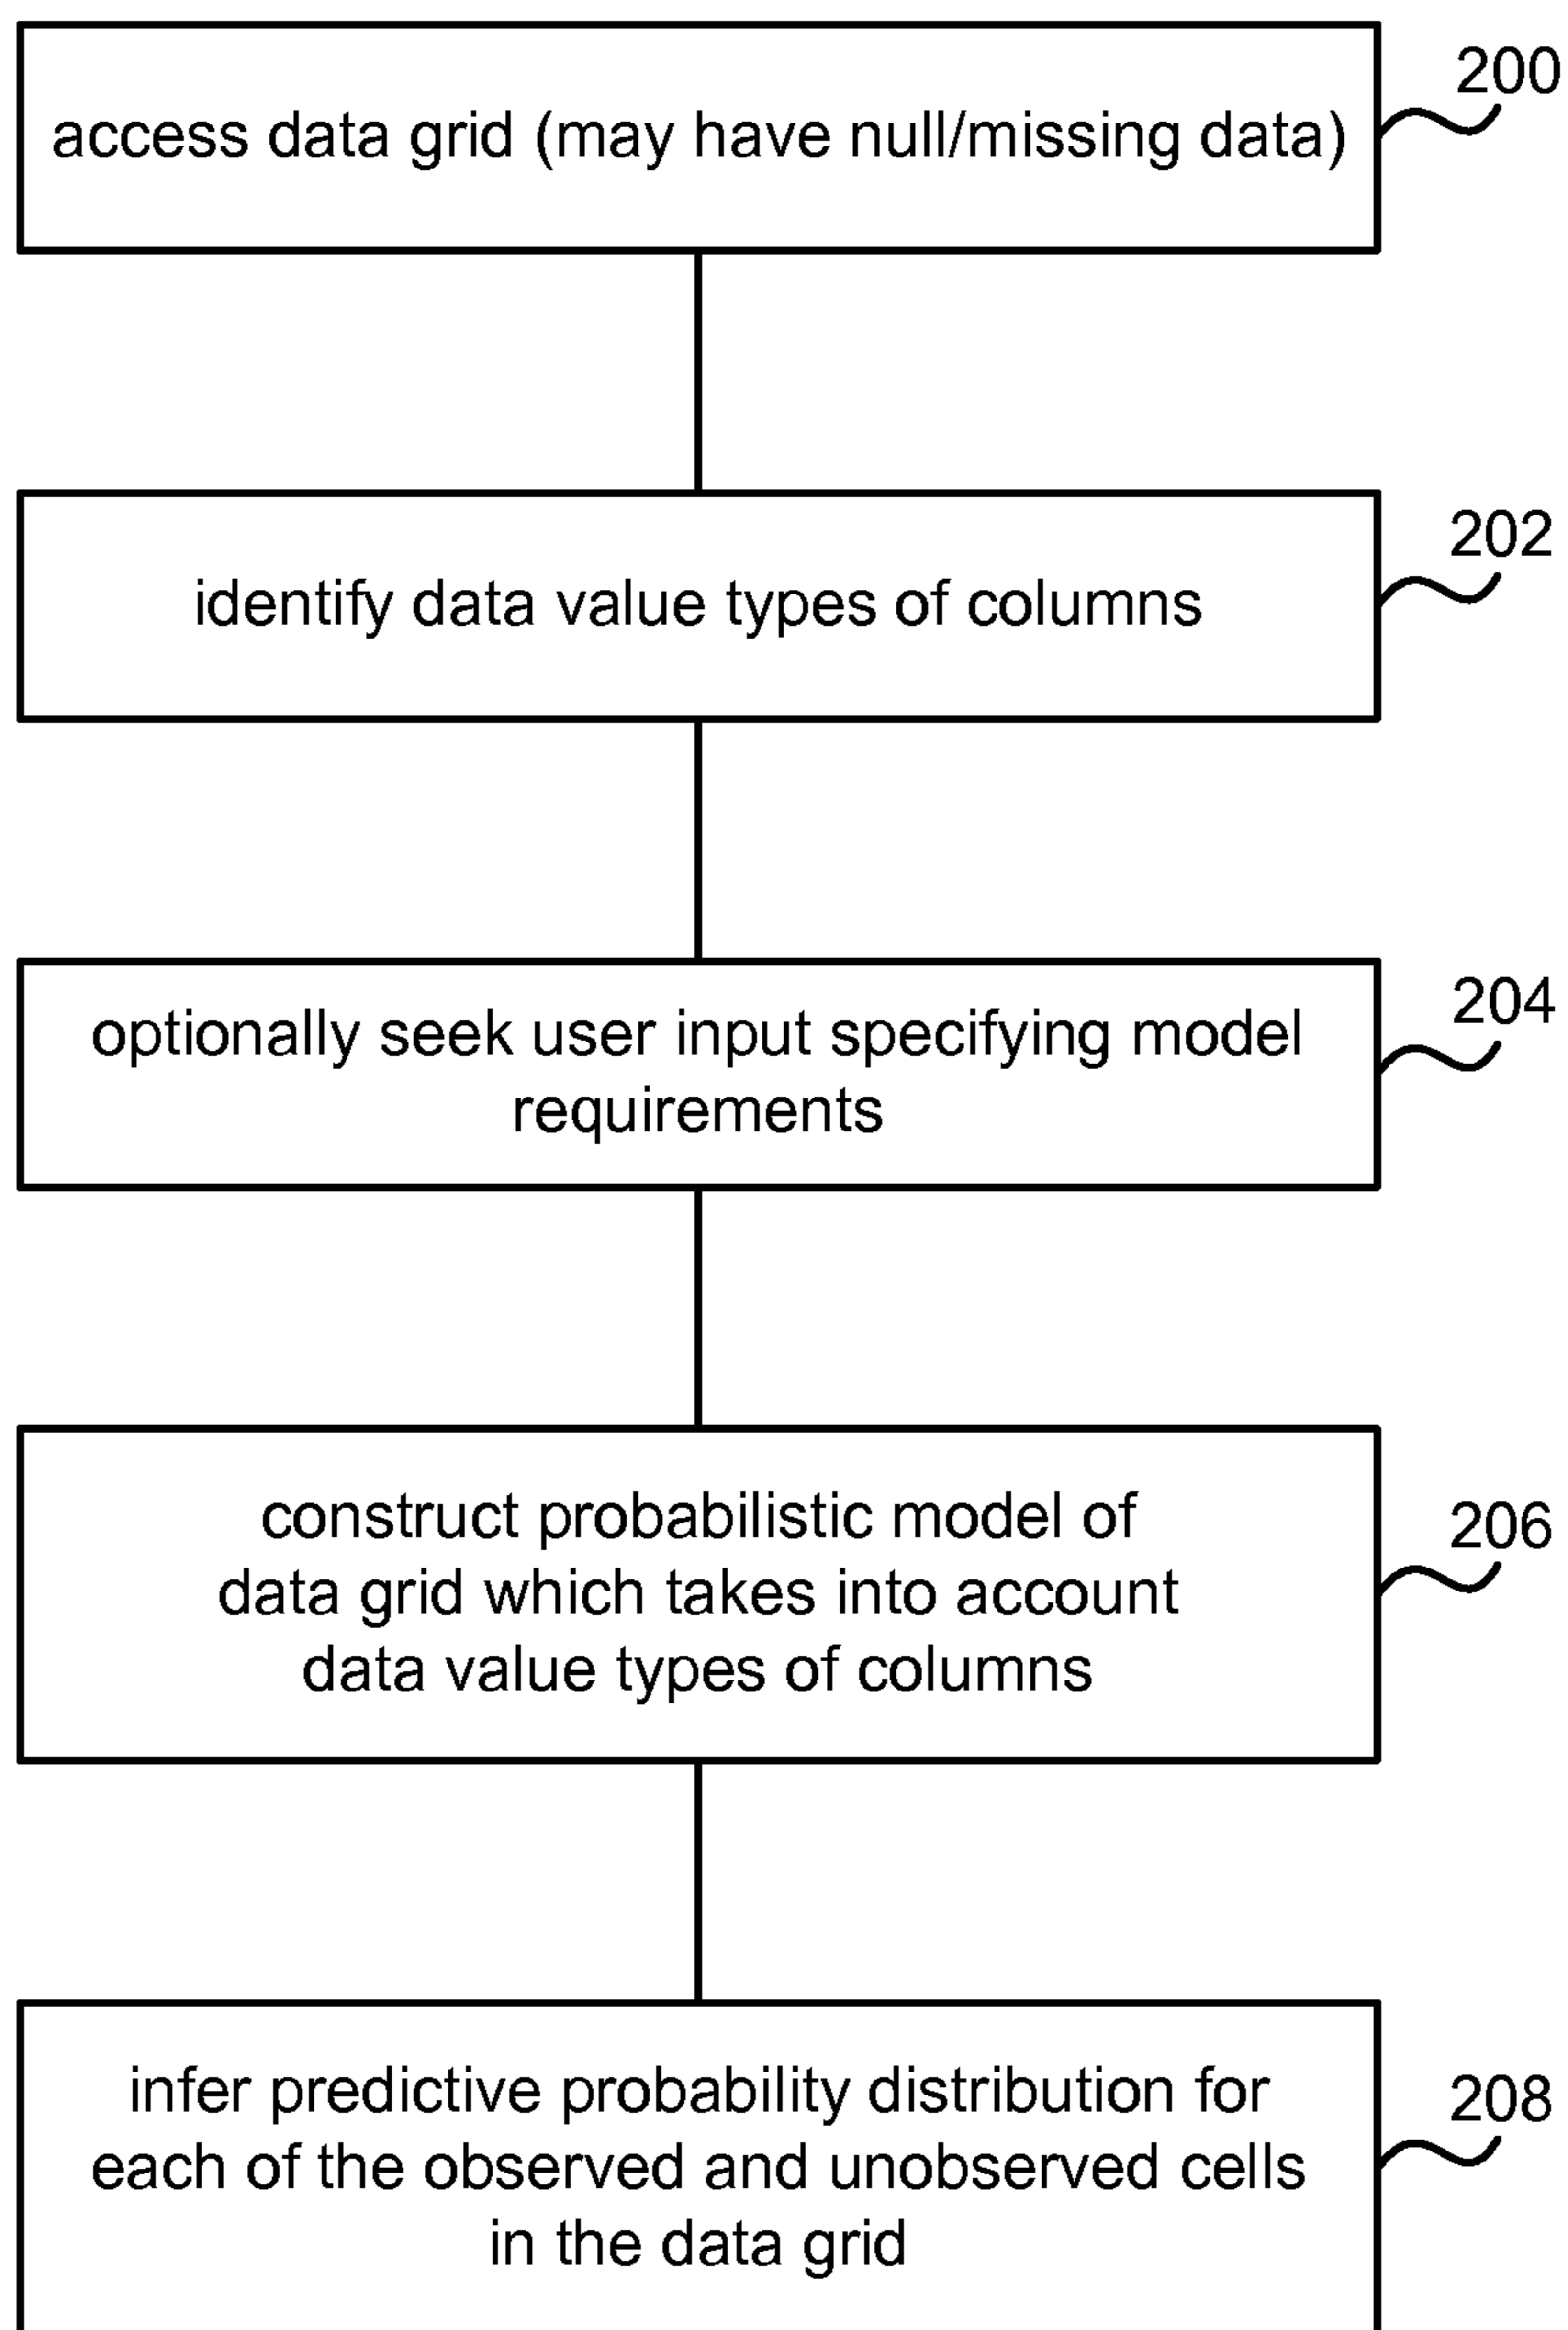 access data grid (may have null/missing data)
200
identify data value types of columns
202
optionally seek user input specifying model
requirements
204
construct probabilistic model of
data grid which takes into account
data value types of columns
206
infer predictive probability distribution for
each of the observed and unobserved cells
in the data grid
208